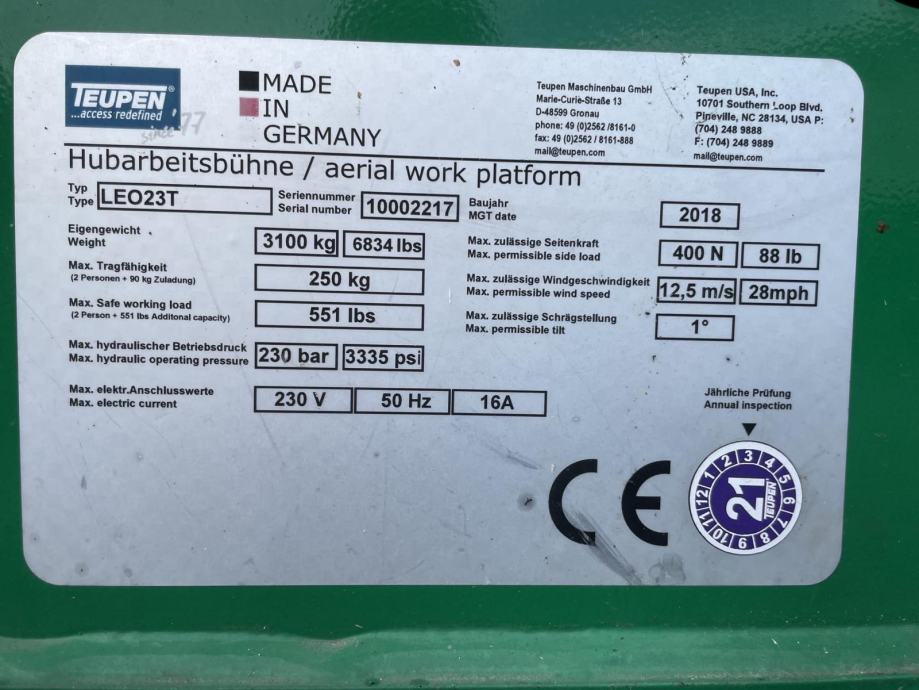 TEUPEN
...access redefined
since '77
MADE
IN
GERMANY
Teupen Maschinenbau GmbH
Marie-Curie-Straße 13
D-48599 Gronau
phone: 49 (0)2562 /8161-0
fax: 49 (0)2562 / 8161-888
mail@teupen.com
Teupen USA, Inc.
10701 Southern Loop Blvd.
Pineville, NC 28134, USA P:
(704) 248 9888
F: (704) 248 9889
mail@teupen.com
Hubarbeitsbühne / aerial work platform
Typ
Type LEO23T
Seriennummer
Serial number 10002217
Baujahr
MGT date 2018
Eigengewicht
Weight 3100 kg 6834 lbs
Max. zulässige Seitenkraft
Max. permissible side load 400 N 88 lb
Max. Tragfähigkeit
(2 Personen + 90 kg Zuladung) 250 kg
Max. zulässige Windgeschwindigkeit
Max. permissible wind speed 12,5 m/s 28mph
Max. Safe working load
(2 Person + 551 lbs Additonal capacity) 551 lbs
Max. zulässige Schrägstellung
Max. permissible tilt 1°
Max. hydraulischer Betriebsdruck
Max. hydraulic operating pressure 230 bar 3335 psi
Max. elektr.Anschlusswerte
Max. electric current 230 V 50 Hz 16A
Jährliche Prüfung
Annual inspection
CE
1 2 3 4 5 6 7 8 9 10 11 12
21
TEUPEN